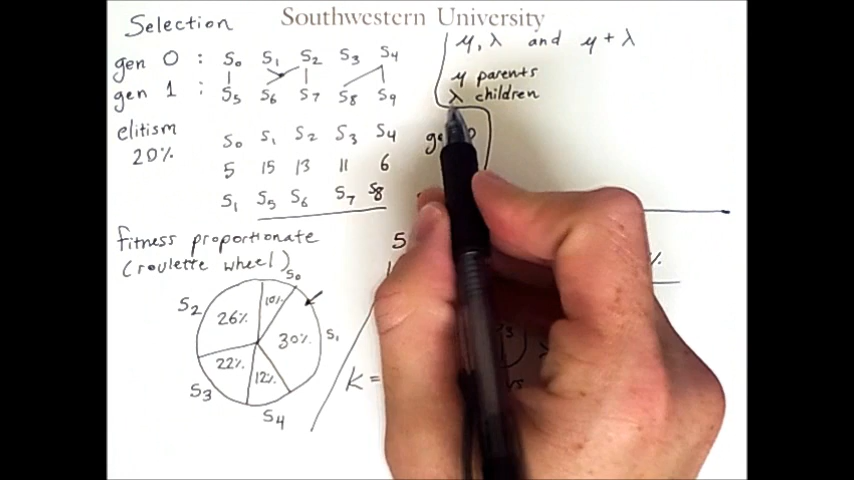 Southwestern University
Selection
gen 0 : S0 S1 S2 S3 S4
gen 1 : S5 S6 S7 S8 S9
elitism
20%
S0 S1 S2 S3 S4
5 15 13 11 6
S1 S5 S6 S7 S8
μ, λ and μ + λ
μ parents
λ children
fitness proportionate
(roulette wheel)
S0
10%
S2
26%
30%
S1
22%
12%
S3
S4
5
K =